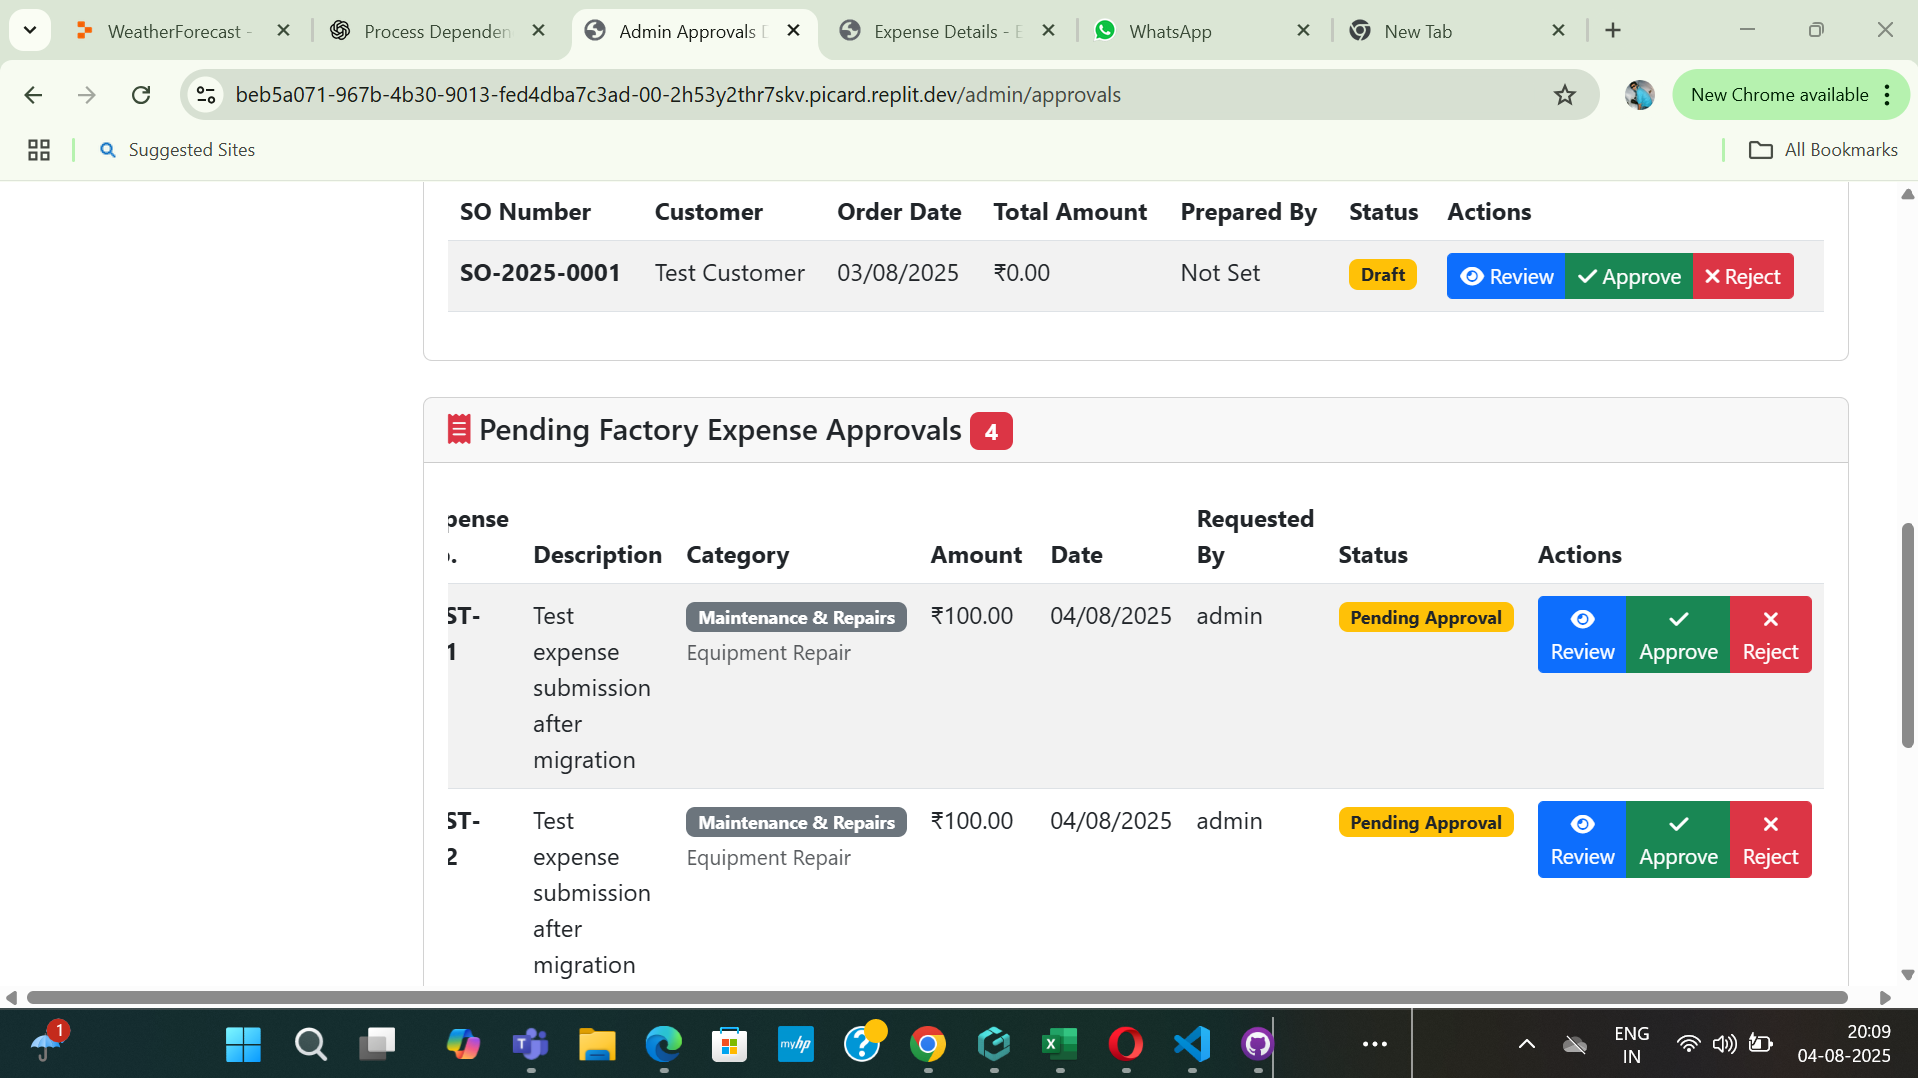 WeatherForecast -
Process Dependen
Admin Approvals D
Expense Details - E
WhatsApp
New Tab
beb5a071-967b-4b30-9013-fed4dba7c3ad-00-2h53y2thr7skv.picard.replit.dev/admin/approvals
New Chrome available
Suggested Sites
All Bookmarks
SO Number Customer Order Date Total Amount Prepared By Status Actions
SO-2025-0001 Test Customer 03/08/2025 ₹0.00 Not Set Draft Review Approve Reject
Pending Factory Expense Approvals 4
pense
. Description Category Amount Date Requested By Status Actions
ST-
1
Test
expense
submission
after
migration
Maintenance & Repairs
Equipment Repair
₹100.00 04/08/2025 admin Pending Approval Review Approve Reject
ST-
2
Test
expense
submission
after
migration
Maintenance & Repairs
Equipment Repair
₹100.00 04/08/2025 admin Pending Approval Review Approve Reject
1
myhp
ENG
IN
20:09
04-08-2025